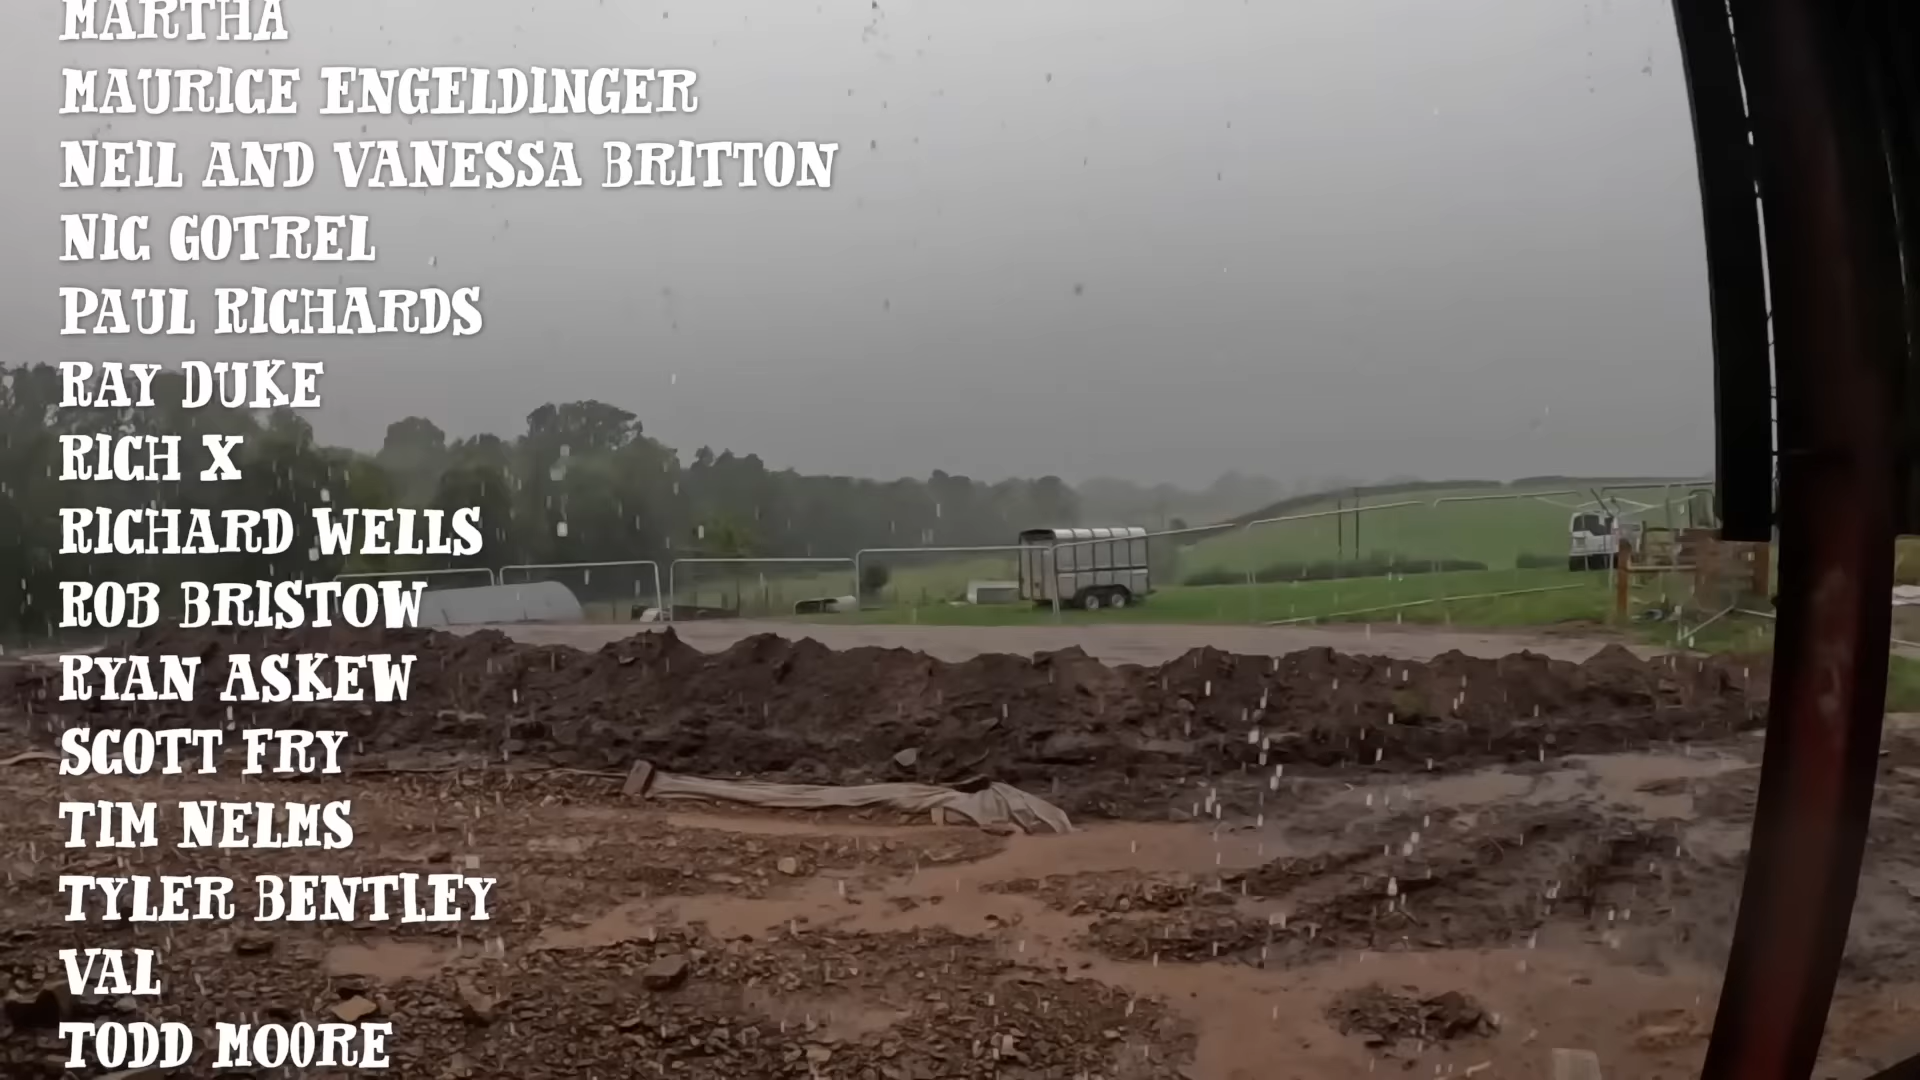 MARTHA
MAURICE ENGELDINGER
NEIL AND VANESSA BRITTON
NIC GOTREL
PAUL RICHARDS
RAY DUKE
RICH X
RICHARD WELLS
ROB BRISTOW
RYAN ASKEW
SCOTT FRY
TIM NELMS
TYLER BENTLEY
VAL
TODD MOORE